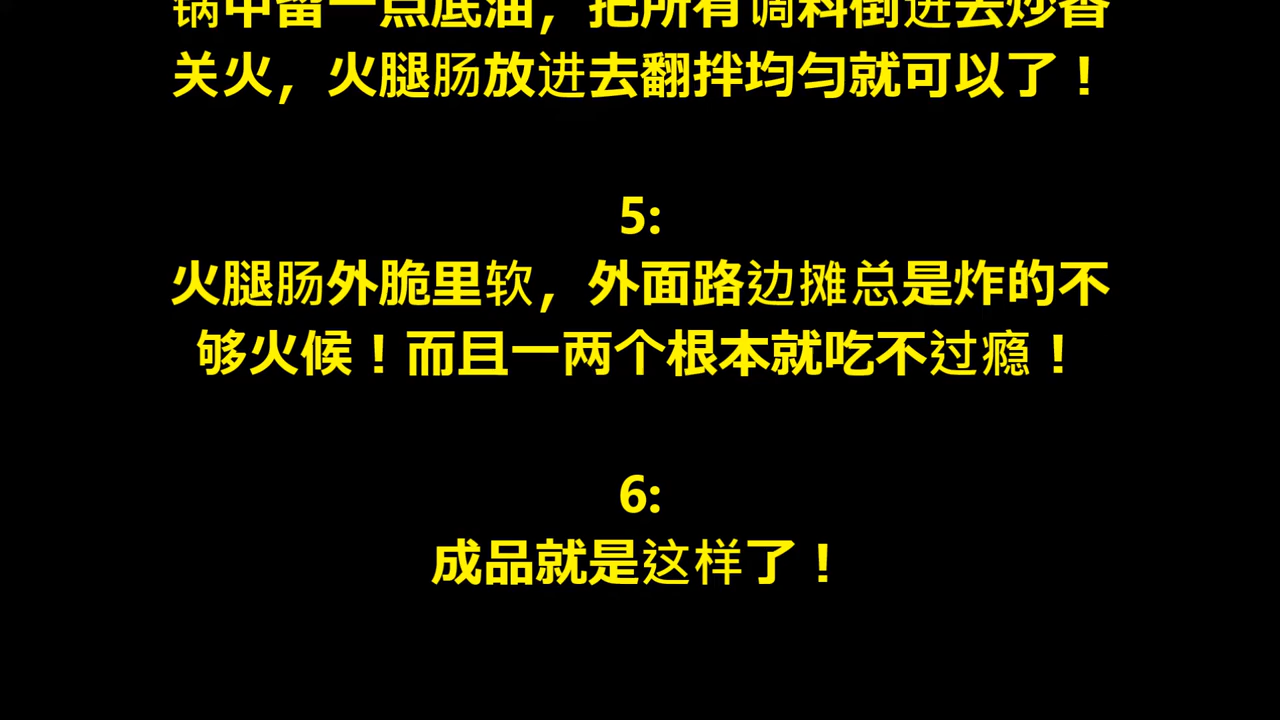 锅中留一点底油，把所有调料倒进去炒香
关火，火腿肠放进去翻拌均匀就可以了！
5:
火腿肠外脆里软，外面路边摊总是炸的不
够火候！而且一两个根本就吃不过瘾！
6:
成品就是这样了！